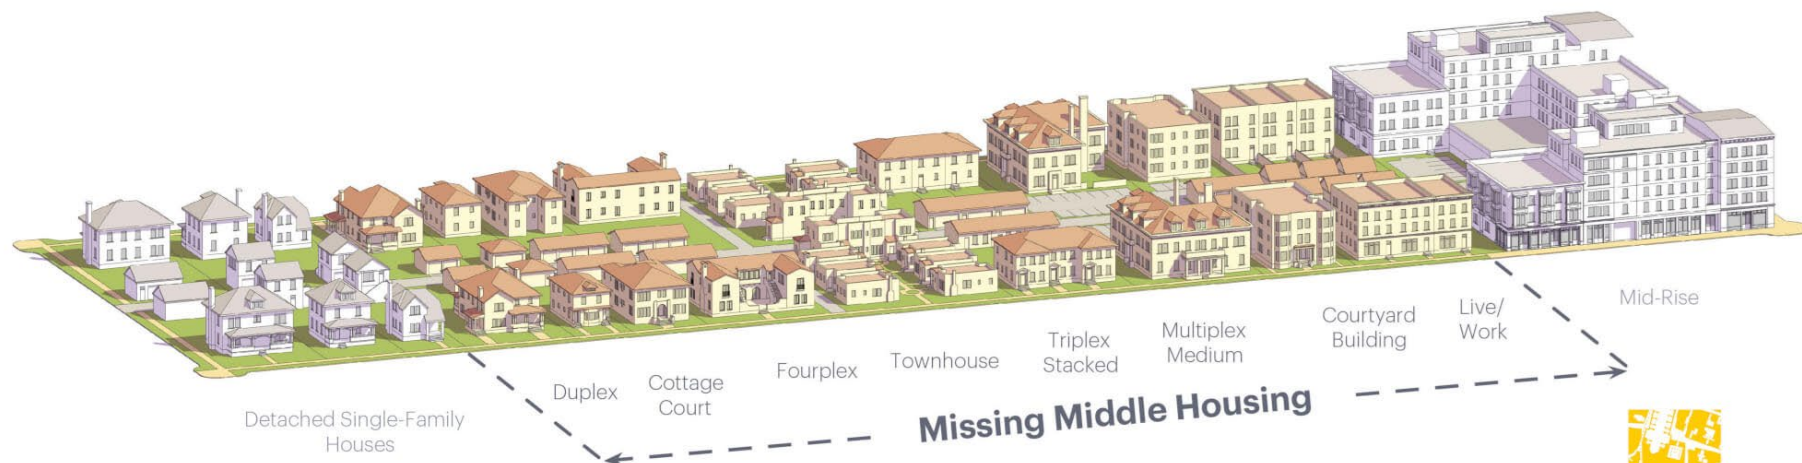 Detached Single-Family
Houses
Duplex
Cottage
Court
Fourplex
Townhouse
Triplex
Stacked
Multiplex
Medium
Courtyard
Building
Live/
Work
Mid-Rise
Missing Middle Housing